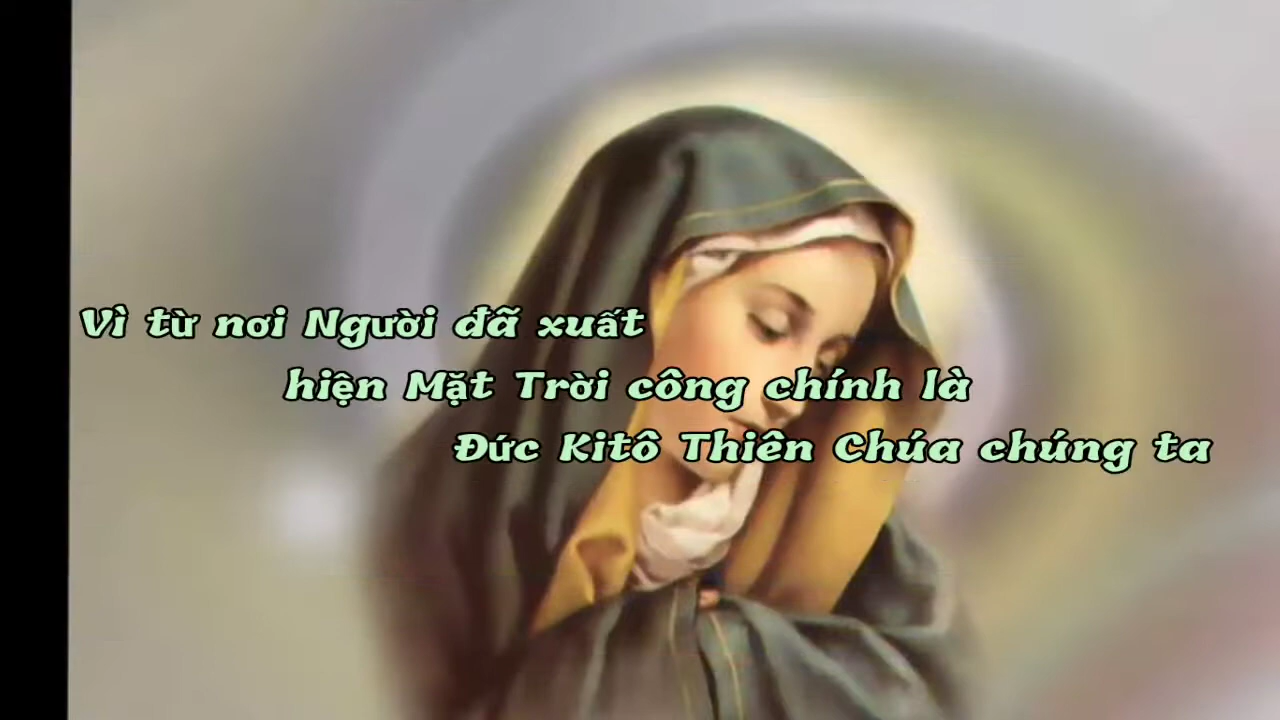 Vì từ nơi Người đã xuất
hiện Mặt Trời công chính là
Đức Kitô Thiên Chúa chúng ta